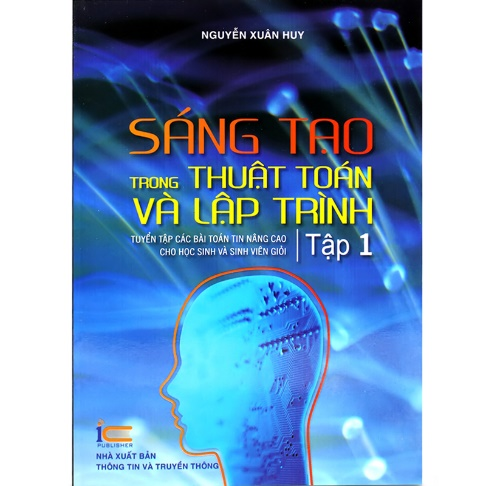 NGUYỄN XUÂN HUY
SÁNG TẠO
TRONG THUẬT TOÁN
VÀ LẬP TRÌNH
TUYỂN TẬP CÁC BÀI TOÁN TIN NÂNG CAO
CHO HỌC SINH VÀ SINH VIÊN GIỎI
Tập 1
iC
PUBLISHER
NHÀ XUẤT BẢN
THÔNG TIN VÀ TRUYỀN THÔNG